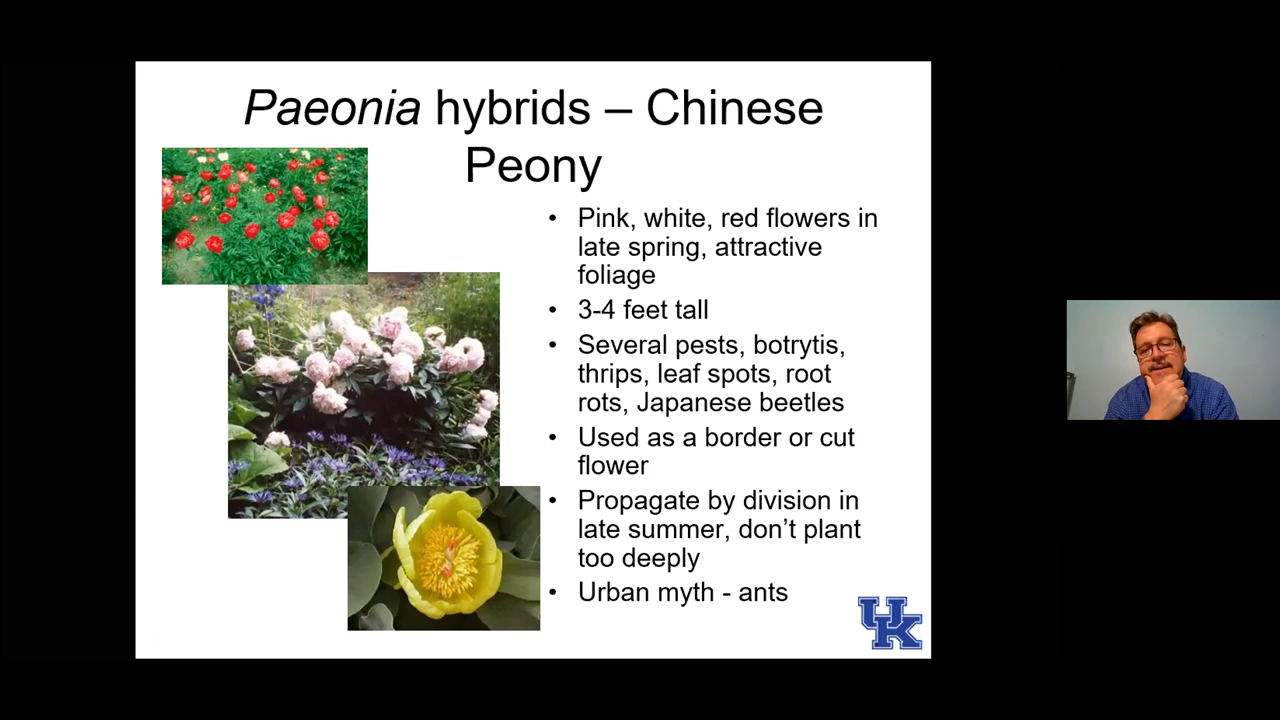 Paeonia hybrids – Chinese
Peony
• Pink, white, red flowers in
late spring, attractive
foliage
• 3-4 feet tall
• Several pests, botrytis,
thrips, leaf spots, root
rots, Japanese beetles
• Used as a border or cut
flower
• Propagate by division in
late summer, don’t plant
too deeply
• Urban myth - ants
UK